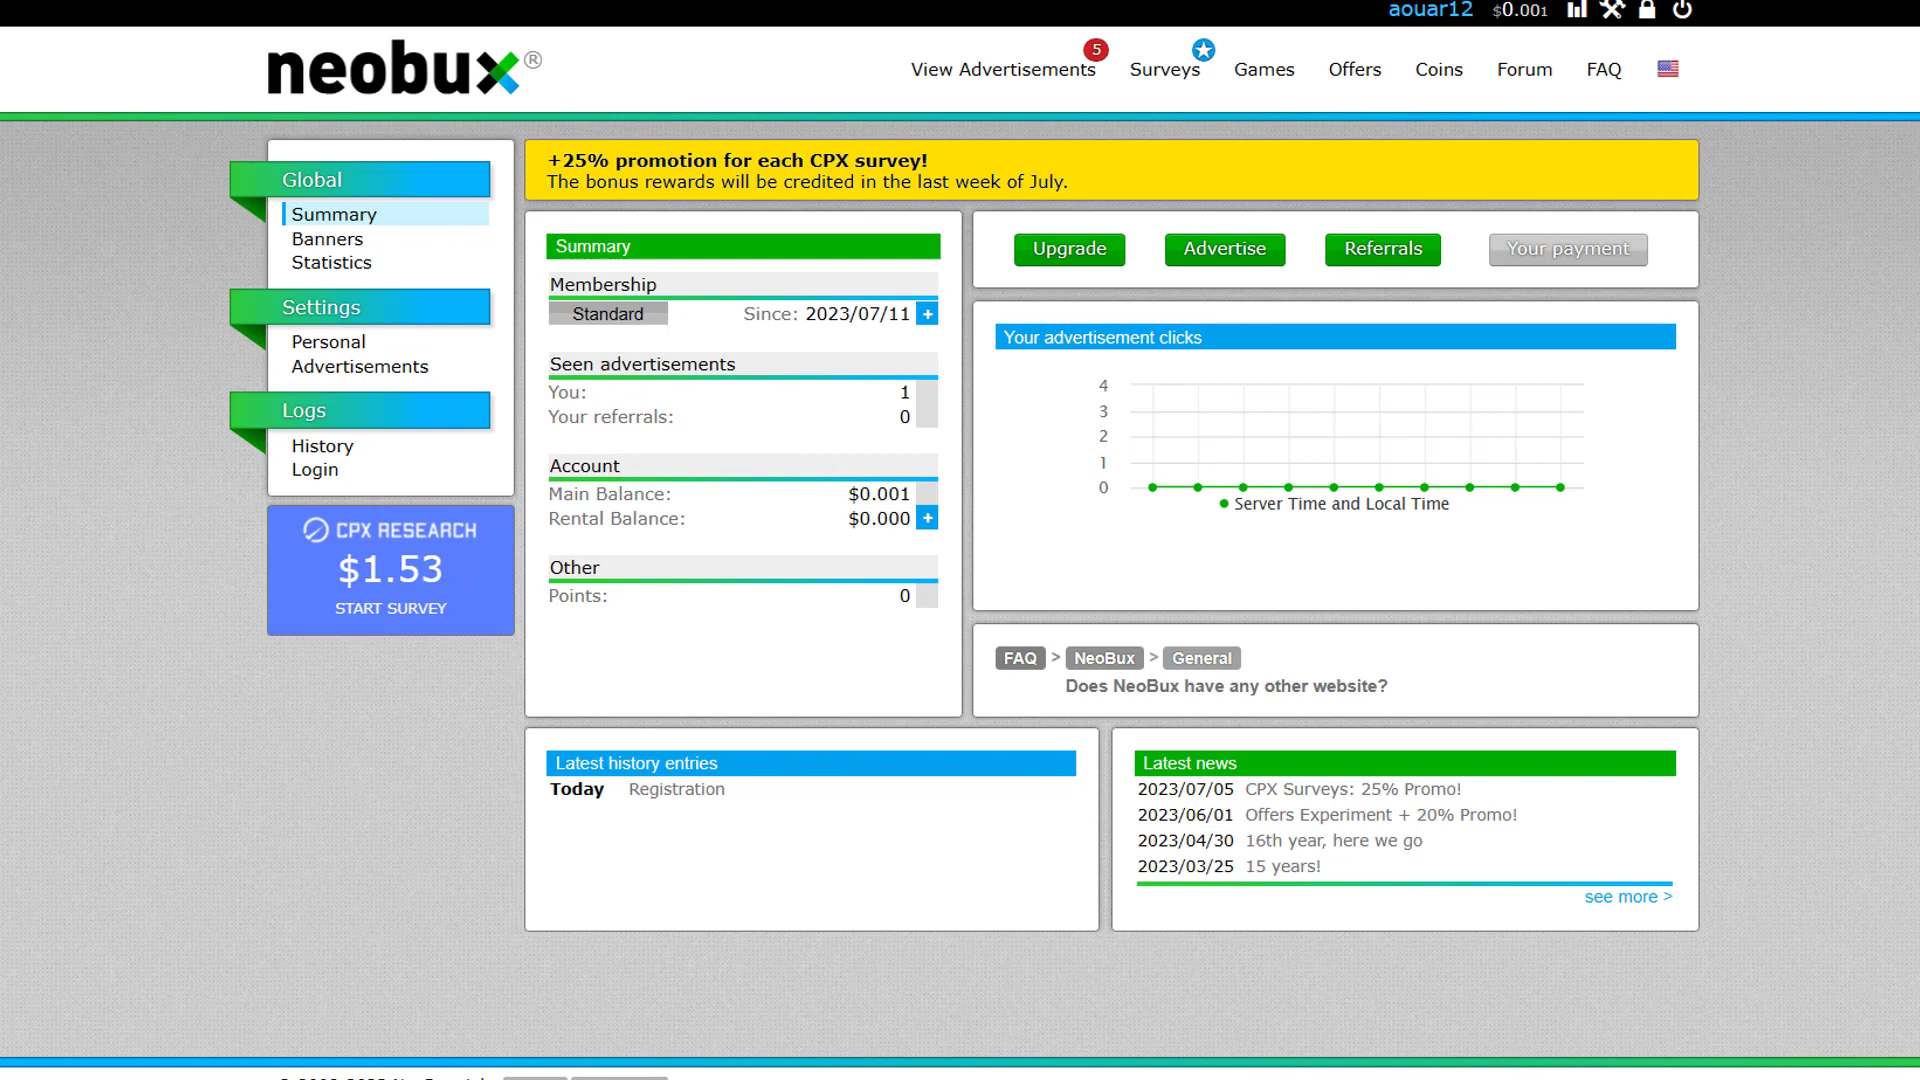 aouar12 $0.001
neobux®
View Advertisements 5 Surveys Games Offers Coins Forum FAQ
Global
Summary
Banners
Statistics
Settings
Personal
Advertisements
Logs
History
Login
CPX RESEARCH
$1.53
START SURVEY
+25% promotion for each CPX survey!
The bonus rewards will be credited in the last week of July.
Summary
Membership
Standard Since: 2023/07/11 +
Seen advertisements
You: 1
Your referrals: 0
Account
Main Balance: $0.001
Rental Balance: $0.000 +
Other
Points: 0
Upgrade Advertise Referrals Your payment
Your advertisement clicks
4
3
2
1
0
Server Time and Local Time
FAQ > NeoBux > General
Does NeoBux have any other website?
Latest history entries
Today Registration
Latest news
2023/07/05 CPX Surveys: 25% Promo!
2023/06/01 Offers Experiment + 20% Promo!
2023/04/30 16th year, here we go
2023/03/25 15 years!
see more >